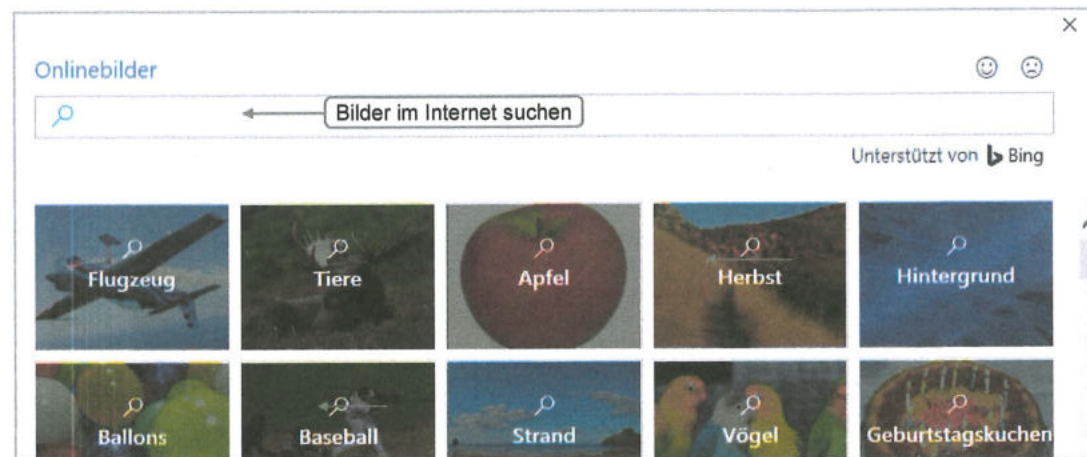 Onlinebilder
Bilder im Internet suchen
Unterstützt von Bing
Flugzeug
Tiere
Apfel
Herbst
Hintergrund
Ballons
Baseball
Strand
Vögel
Geburtstagskuchen